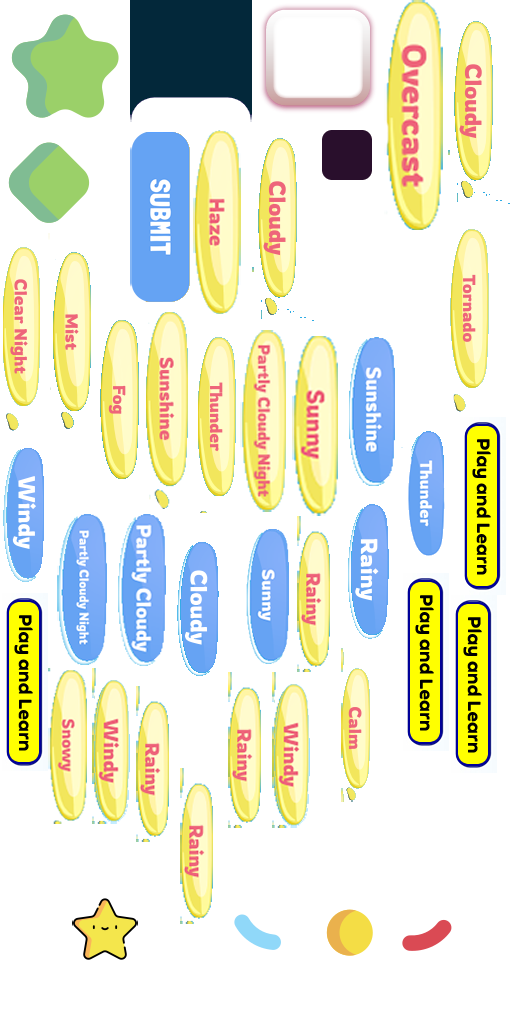 Cloudy
Overcast
Cloudy
Haze
SUBMIT
Tornado
Sunshine
Sunny
Partly Cloudy Night
Thunder
Sunshine
Fog
Mist
Clear Night
Play and Learn
Thunder
Rainy
Rainy
Sunny
Cloudy
Partly Cloudy
Partly Cloudy Night
Windy
Play and Learn
Play and Learn
Calm
Windy
Rainy
Rainy
Rainy
Windy
Snowy
Play and Learn